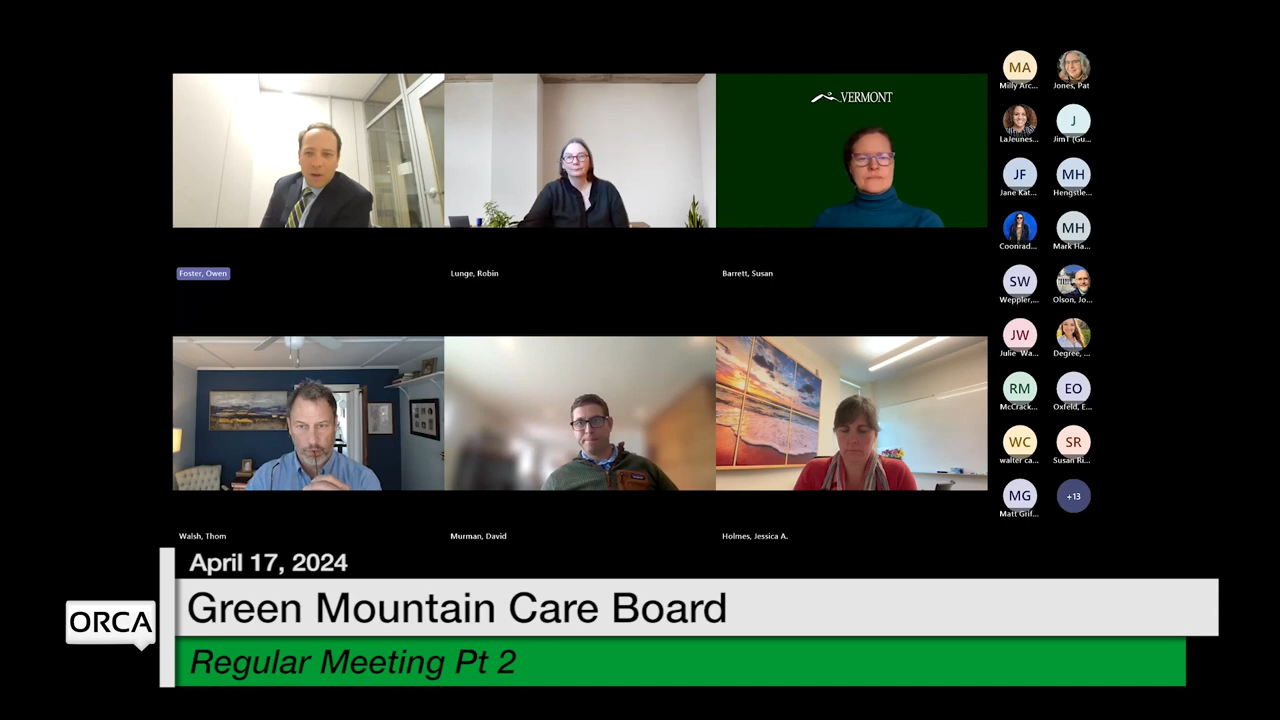 VERMONT
Foster, Owen
Lunge, Robin
Barrett, Susan
Walsh, Thom
Murman, David
Holmes, Jessica A.
MA
Milly Arc...
Jones, Pat
LaJeunes...
J
JimT (Gu...
JF
Jane Kat...
MH
Hengstle...
Coonrad...
MH
Mark Ha...
SW
Weppler,...
Olson, Jo...
JW
Julie Wa...
Degree, ...
RM
McCrack...
EO
Oxfeld, E...
WC
walter ca...
SR
Susan Ri...
MG
Matt Grif...
+13
April 17, 2024
ORCA
Green Mountain Care Board
Regular Meeting Pt 2